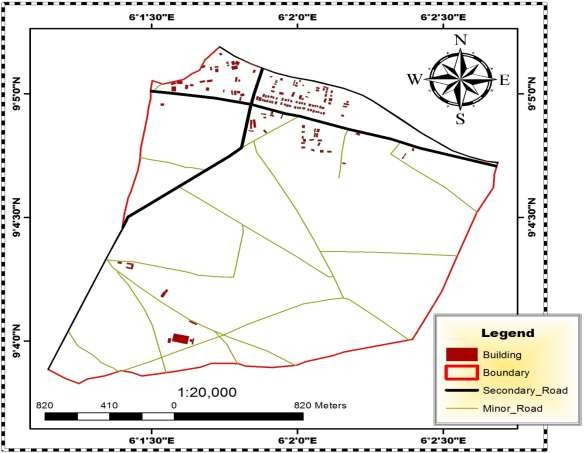 6°1'30"N 6°2'0"N 6°2'30"N
N
W E
S
9°5'0"N 9°5'0"N
9°4'30"N 9°4'30"N
9°4'0"N 9°4'0"N
Legend
Building
Boundary
Secondary_Road
Minor_Road
1:20,000
820 410 0 820 Meters
6°1'30"N 6°2'0"N 6°2'30"N